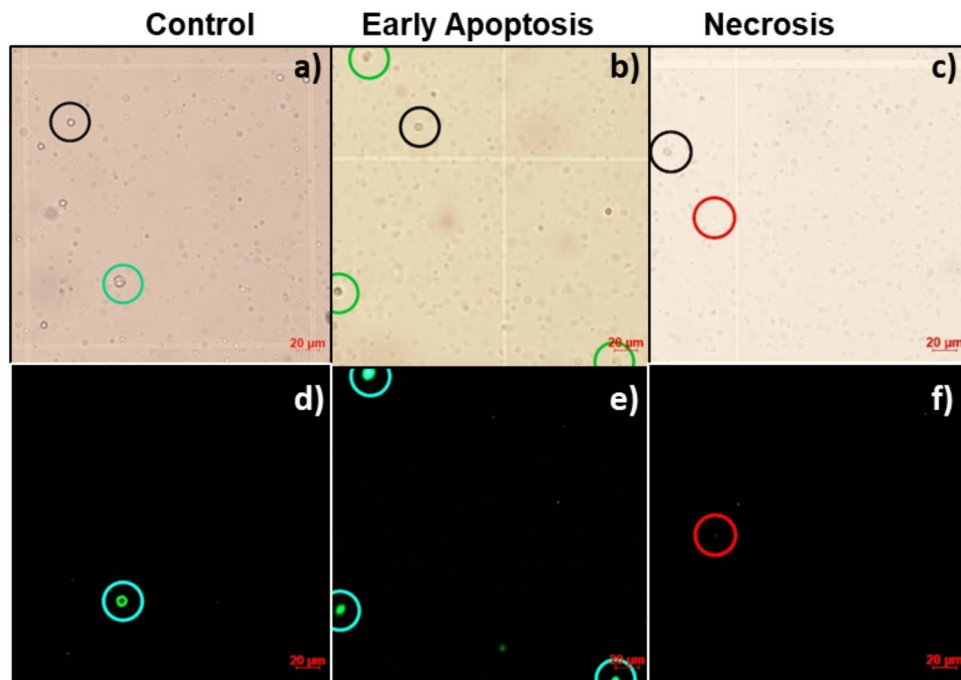 Control Early Apoptosis Necrosis
a) b) c)
20 µm 20 µm 20 µm
d) e) f)
20 µm 20 µm 20 µm